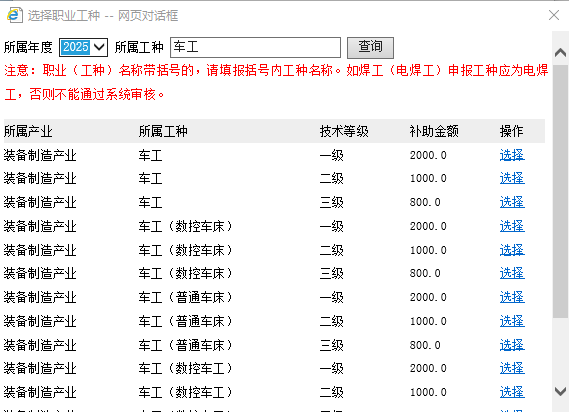 选择职业工种 -- 网页对话框
所属年度 2025 所属工种 车工 查询
注意：职业（工种）名称带括号的，请填报括号内工种名称。如焊工（电焊工）申报工种应为电焊
工，否则不能通过系统审核。
所属产业 所属工种 技术等级 补助金额 操作
装备制造产业 车工 一级 2000.0 选择
装备制造产业 车工 二级 1000.0 选择
装备制造产业 车工 三级 800.0 选择
装备制造产业 车工（数控车床） 一级 2000.0 选择
装备制造产业 车工（数控车床） 二级 1000.0 选择
装备制造产业 车工（数控车床） 三级 800.0 选择
装备制造产业 车工（普通车床） 一级 2000.0 选择
装备制造产业 车工（普通车床） 二级 1000.0 选择
装备制造产业 车工（普通车床） 三级 800.0 选择
装备制造产业 车工（数控车工） 一级 2000.0 选择
装备制造产业 车工（数控车工） 二级 1000.0 选择